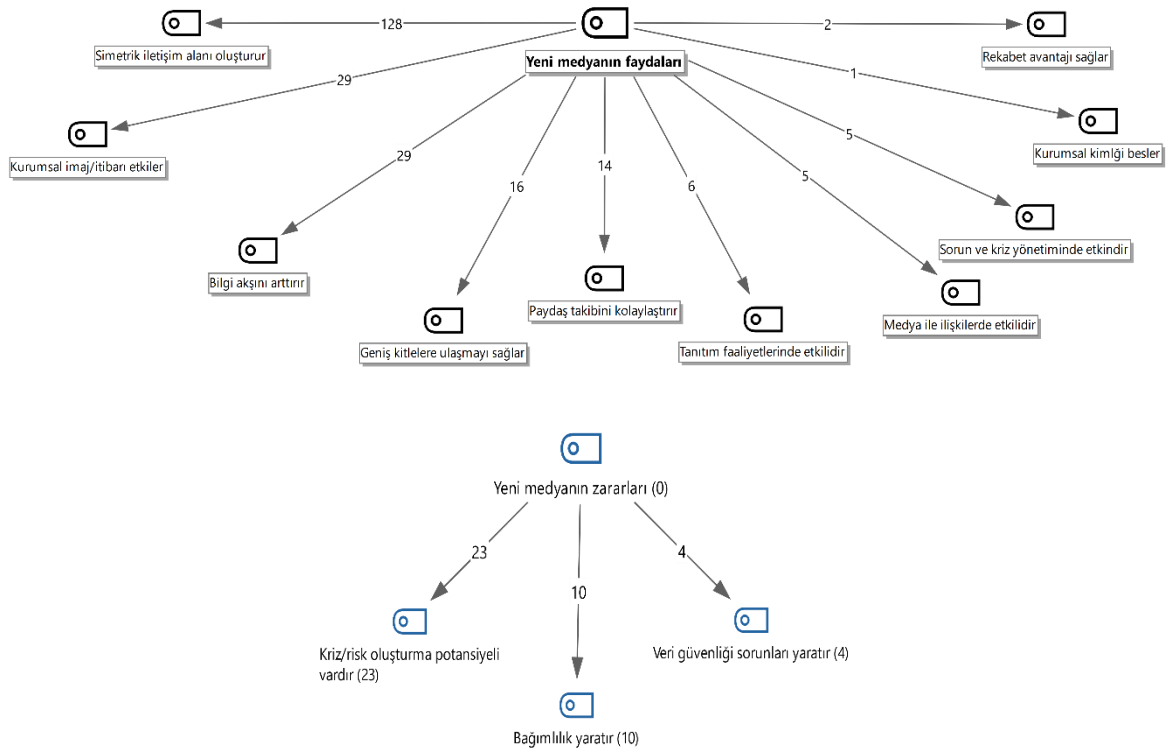 128
2
Simetrik iletişim alanı oluşturur
Yeni medyanın faydaları
Rekabet avantajı sağlar
29
1
Kurumsal imaj/itibarı etkiler
Kurumsal kimlği besler
29
16
14
6
5
5
Bilgi akşını arttırır
Geniş kitlelere ulaşmayı sağlar
Paydaş takibini kolaylaştırır
Tanıtım faaliyetlerinde etkilidir
Medya ile ilişkilerde etkilidir
Sorun ve kriz yönetiminde etkindir
Yeni medyanın zararları (0)
23
10
4
Kriz/risk oluşturma potansiyeli
vardır (23)
Bağımlılık yaratır (10)
Veri güvenliği sorunları yaratır (4)